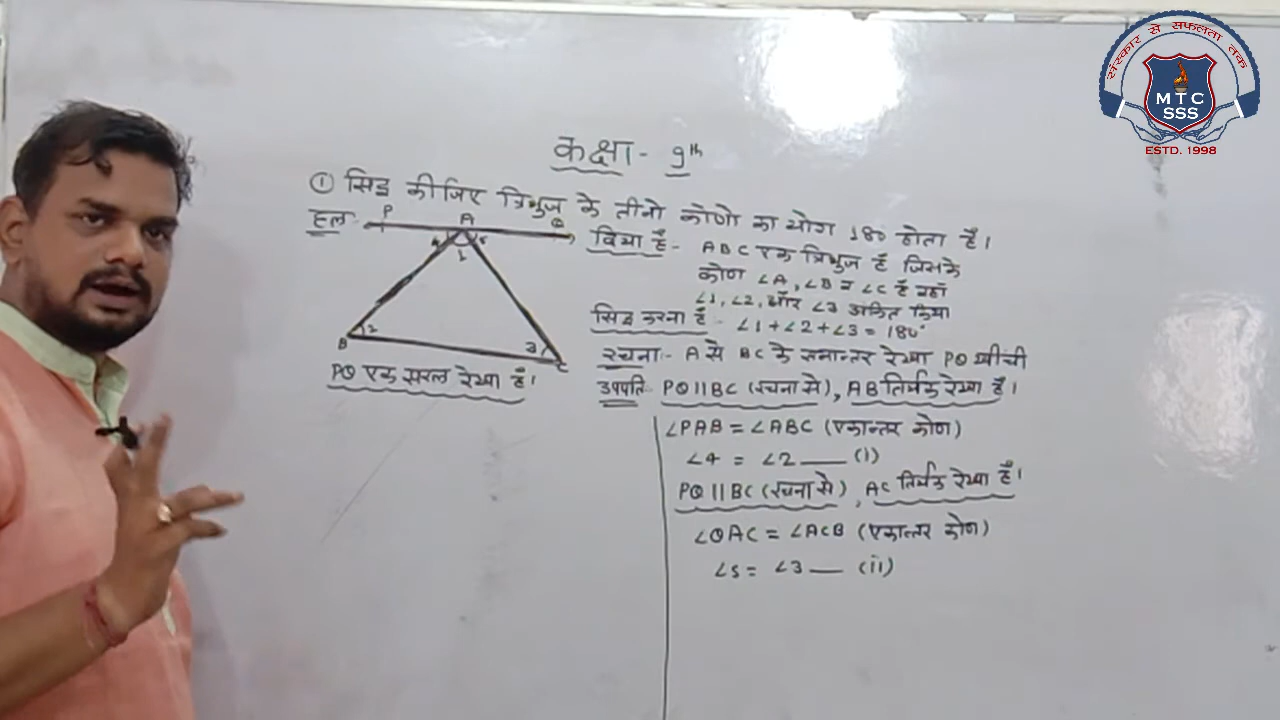 संस्कार से सफलता तक
MTC
SSS
ESTD. 1998
कक्षा - 9th
① सिद्ध कीजिए त्रिभुज के तीनो कोणो का योग 180 होता है।
हल:-
P A Q
4 1 5
2 3
B C
PQ एक सरल रेखा है।
दिया है:- ABC एक त्रिभुज है जिसके
कोण ∠A, ∠B व ∠C है जहाँ
∠1, ∠2, और ∠3 अंकित किया
सिद्ध करना है:- ∠1+∠2+∠3 = 180°
रचना:- A से BC के समान्तर रेखा PQ खींची
उपपति:- PQ||BC (रचना से), AB तिर्यक रेखा है।
∠PAB = ∠ABC (एकान्तर कोण)
∠4 = ∠2 — (i)
PQ||BC (रचना से), AC तिर्यक रेखा है।
∠QAC = ∠ACB (एकान्तर कोण)
∠5 = ∠3 — (ii)